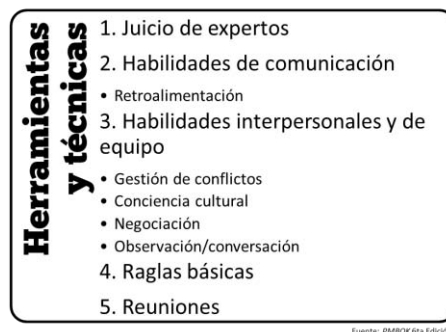 Herramientas
y técnicas
1. Juicio de expertos
2. Habilidades de comunicación
• Retroalimentación
3. Habilidades interpersonales y de
equipo
• Gestión de conflictos
• Conciencia cultural
• Negociación
• Observación/conversación
4. Raglas básicas
5. Reuniones
Fuente: PMBOK 6ta Edició